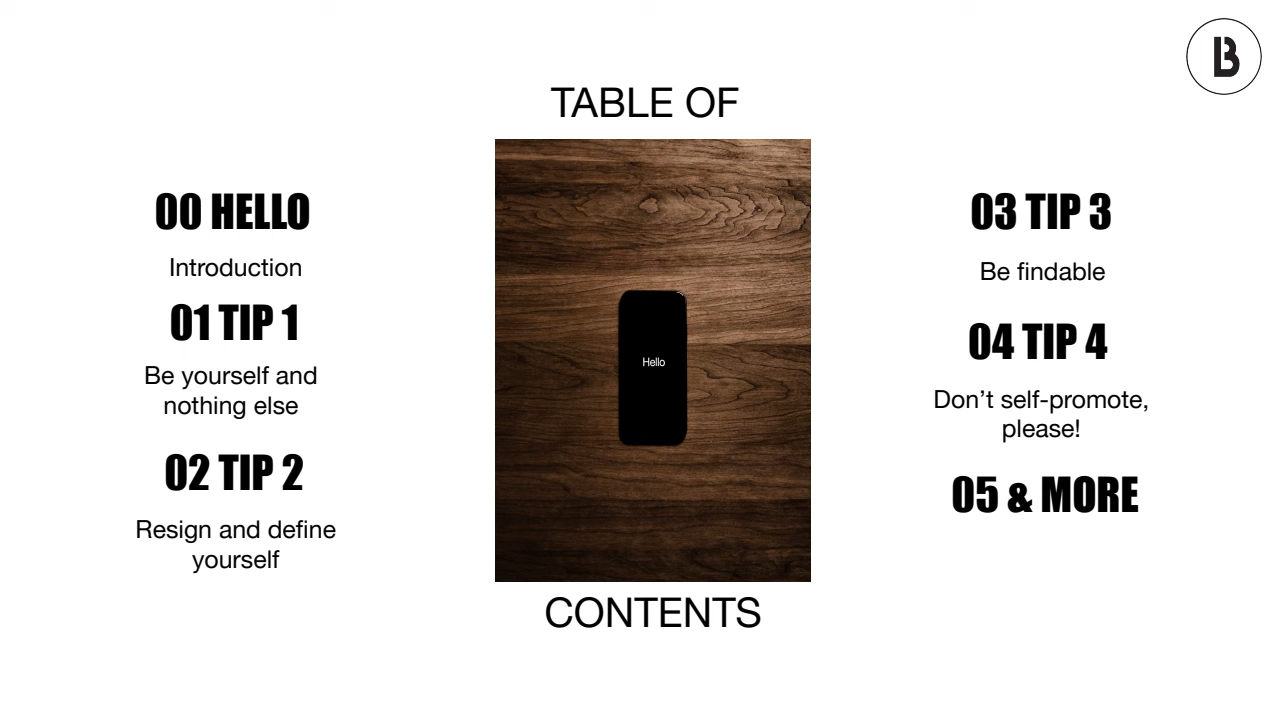 TABLE OF
00 HELLO
Introduction
01 TIP 1
Be yourself and
nothing else
02 TIP 2
Resign and define
yourself
Hello
03 TIP 3
Be findable
04 TIP 4
Don’t self-promote,
please!
05 & MORE
CONTENTS
B